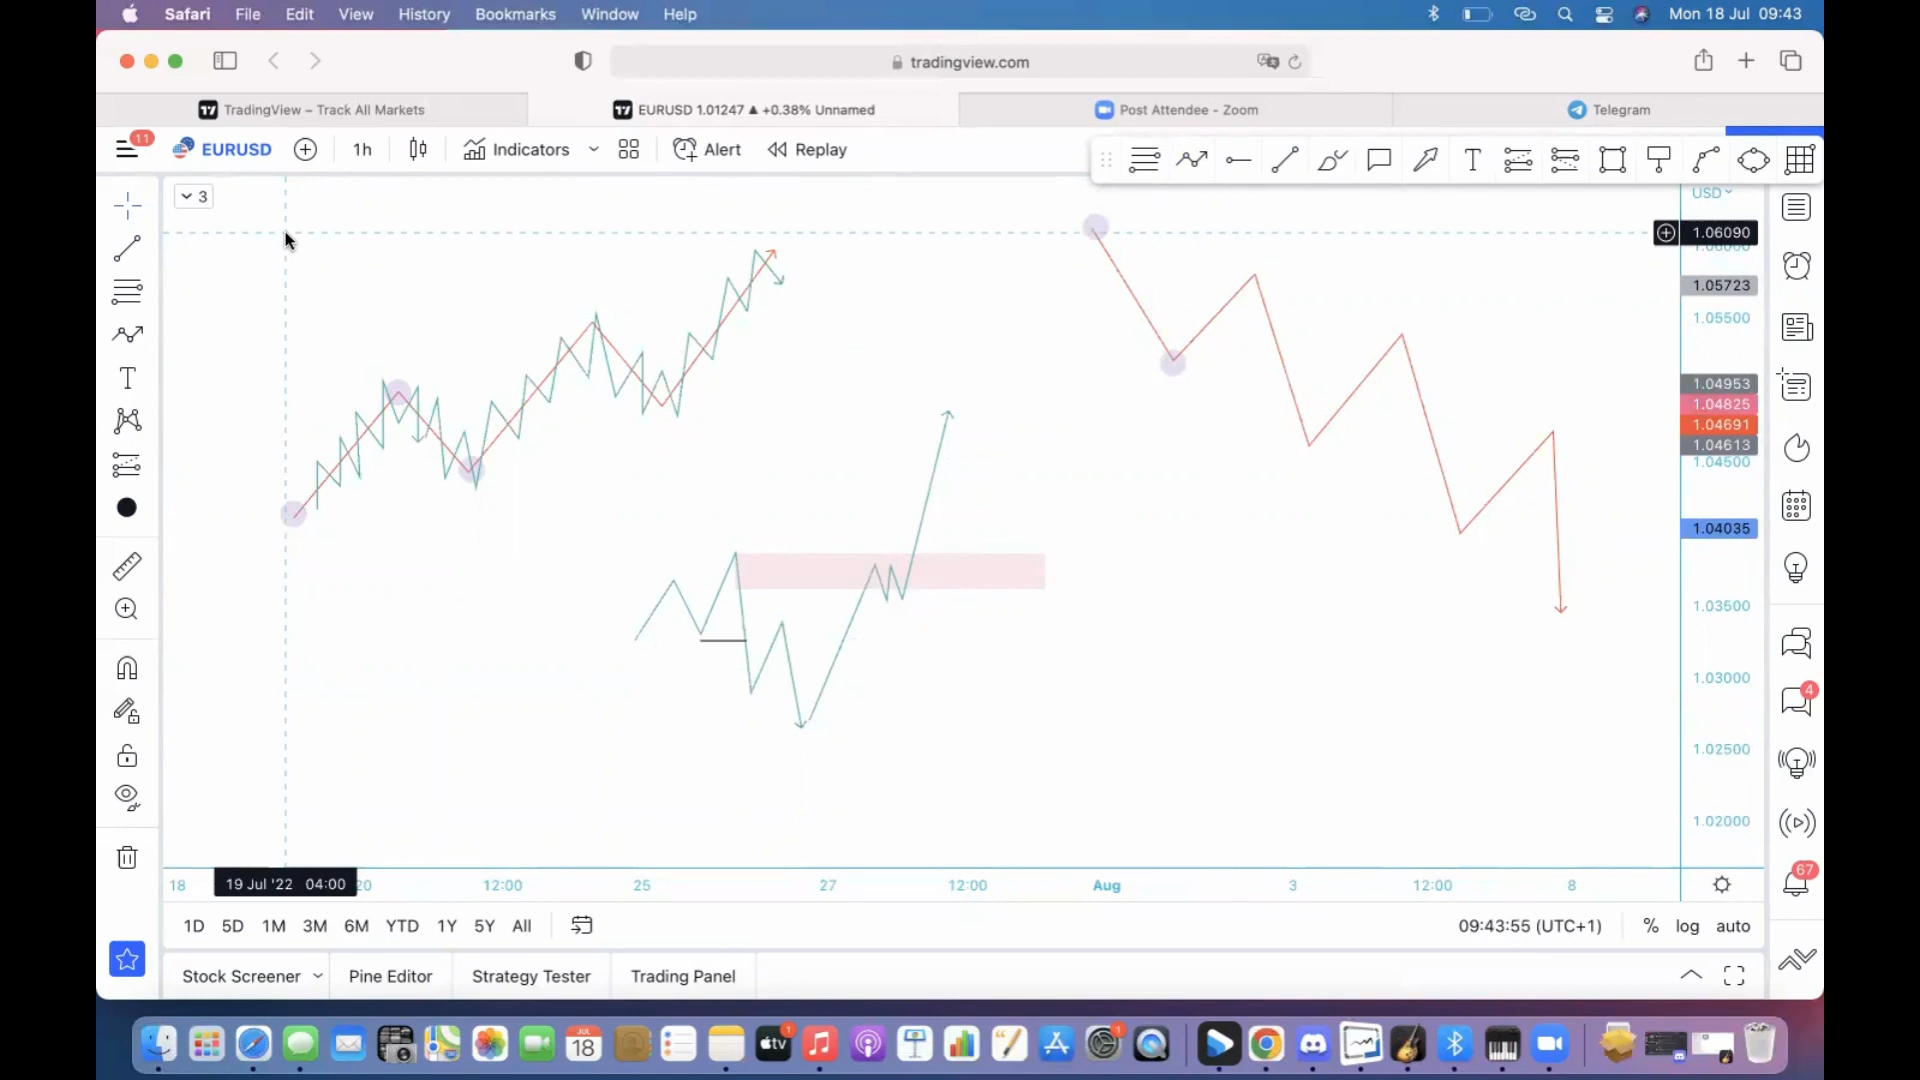 Safari File Edit View History Bookmarks Window Help Mon 18 Jul 09:43
tradingview.com
TradingView – Track All Markets
EURUSD 1.01247 ▲ +0.38% Unnamed
Post Attendee - Zoom
Telegram
11
EURUSD 1h Indicators Alert Replay
T
3
USD
1.06090
1.05723
1.05500
1.04953
1.04825
1.04691
1.04613
1.04500
1.04035
1.03500
1.03000
1.02500
1.02000
T
4
67
18 19 Jul '22 04:00 20 12:00 25 27 12:00 Aug 3 12:00 8
1D 5D 1M 3M 6M YTD 1Y 5Y All 09:43:55 (UTC+1) % log auto
Stock Screener Pine Editor Strategy Tester Trading Panel
JUL
18
tv
1
1